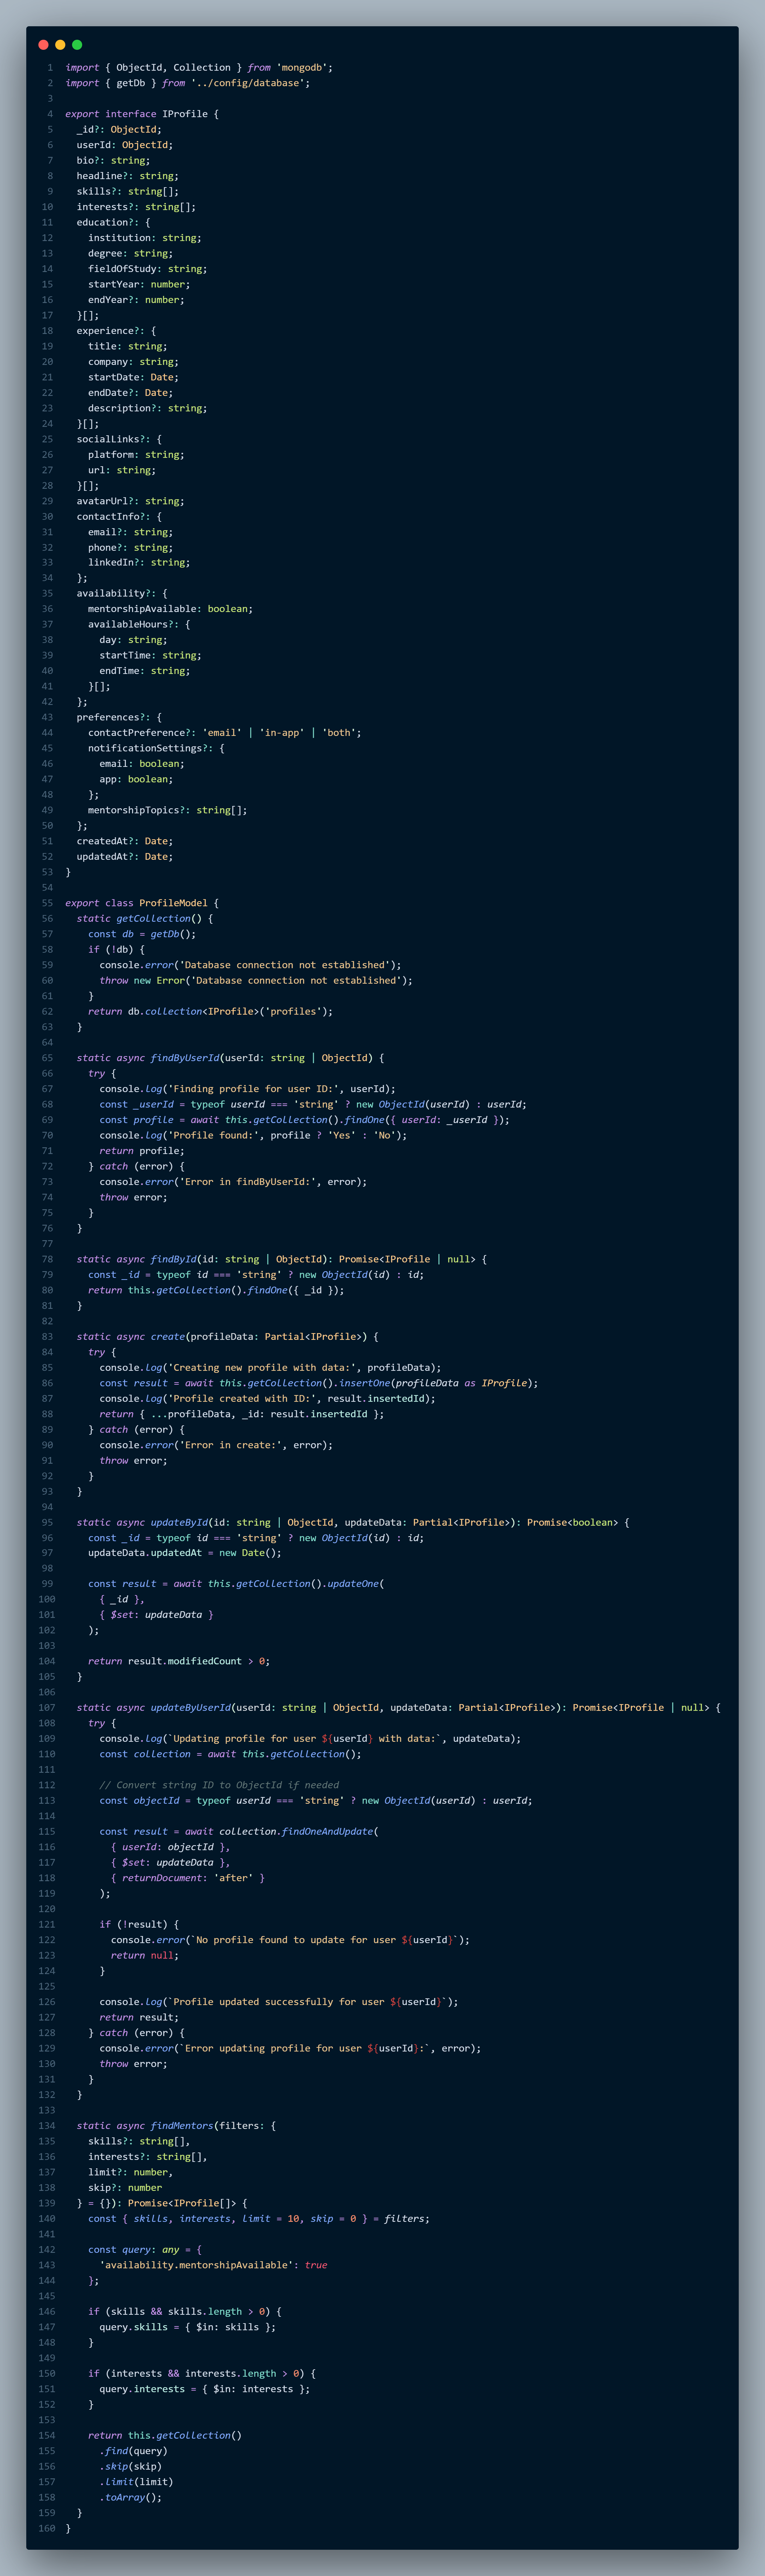 1 import { ObjectId, Collection } from 'mongodb';
2 import { getDb } from '../config/database';
3
4 export interface IProfile {
5   _id?: ObjectId;
6   userId: ObjectId;
7   bio?: string;
8   headline?: string;
9   skills?: string[];
10   interests?: string[];
11   education?: {
12     institution: string;
13     degree: string;
14     fieldOfStudy: string;
15     startYear: number;
16     endYear?: number;
17   }[];
18   experience?: {
19     title: string;
20     company: string;
21     startDate: Date;
22     endDate?: Date;
23     description?: string;
24   }[];
25   socialLinks?: {
26     platform: string;
27     url: string;
28   }[];
29   avatarUrl?: string;
30   contactInfo?: {
31     email?: string;
32     phone?: string;
33     linkedIn?: string;
34   };
35   availability?: {
36     mentorshipAvailable: boolean;
37     availableHours?: {
38       day: string;
39       startTime: string;
40       endTime: string;
41     }[];
42   };
43   preferences?: {
44     contactPreference?: 'email' | 'in-app' | 'both';
45     notificationSettings?: {
46       email: boolean;
47       app: boolean;
48     };
49     mentorshipTopics?: string[];
50   };
51   createdAt?: Date;
52   updatedAt?: Date;
53 }
54
55 export class ProfileModel {
56   static getCollection() {
57     const db = getDb();
58     if (!db) {
59       console.error('Database connection not established');
60       throw new Error('Database connection not established');
61     }
62     return db.collection<IProfile>('profiles');
63   }
64
65   static async findByUserId(userId: string | ObjectId) {
66     try {
67       console.log('Finding profile for user ID:', userId);
68       const _userId = typeof userId === 'string' ? new ObjectId(userId) : userId;
69       const profile = await this.getCollection().findOne({ userId: _userId });
70       console.log('Profile found:', profile ? 'Yes' : 'No');
71       return profile;
72     } catch (error) {
73       console.error('Error in findByUserId:', error);
74       throw error;
75     }
76   }
77
78   static async findById(id: string | ObjectId): Promise<IProfile | null> {
79     const _id = typeof id === 'string' ? new ObjectId(id) : id;
80     return this.getCollection().findOne({ _id });
81   }
82
83   static async create(profileData: Partial<IProfile>) {
84     try {
85       console.log('Creating new profile with data:', profileData);
86       const result = await this.getCollection().insertOne(profileData as IProfile);
87       console.log('Profile created with ID:', result.insertedId);
88       return { ...profileData, _id: result.insertedId };
89     } catch (error) {
90       console.error('Error in create:', error);
91       throw error;
92     }
93   }
94
95   static async updateById(id: string | ObjectId, updateData: Partial<IProfile>): Promise<boolean> {
96     const _id = typeof id === 'string' ? new ObjectId(id) : id;
97     updateData.updatedAt = new Date();
98
99     const result = await this.getCollection().updateOne(
100       { _id },
101       { $set: updateData }
102     );
103
104     return result.modifiedCount > 0;
105   }
106
107   static async updateByUserId(userId: string | ObjectId, updateData: Partial<IProfile>): Promise<IProfile | null> {
108     try {
109       console.log(`Updating profile for user ${userId} with data:`, updateData);
110       const collection = await this.getCollection();
111
112       // Convert string ID to ObjectId if needed
113       const objectId = typeof userId === 'string' ? new ObjectId(userId) : userId;
114
115       const result = await collection.findOneAndUpdate(
116         { userId: objectId },
117         { $set: updateData },
118         { returnDocument: 'after' }
119       );
120
121       if (!result) {
122         console.error(`No profile found to update for user ${userId}`);
123         return null;
124       }
125
126       console.log(`Profile updated successfully for user ${userId}`);
127       return result;
128     } catch (error) {
129       console.error(`Error updating profile for user ${userId}:`, error);
130       throw error;
131     }
132   }
133
134   static async findMentors(filters: {
135     skills?: string[],
136     interests?: string[],
137     limit?: number,
138     skip?: number
139   } = {}): Promise<IProfile[]> {
140     const { skills, interests, limit = 10, skip = 0 } = filters;
141
142     const query: any = {
143       'availability.mentorshipAvailable': true
144     };
145
146     if (skills && skills.length > 0) {
147       query.skills = { $in: skills };
148     }
149
150     if (interests && interests.length > 0) {
151       query.interests = { $in: interests };
152     }
153
154     return this.getCollection()
155       .find(query)
156       .skip(skip)
157       .limit(limit)
158       .toArray();
159   }
160 }